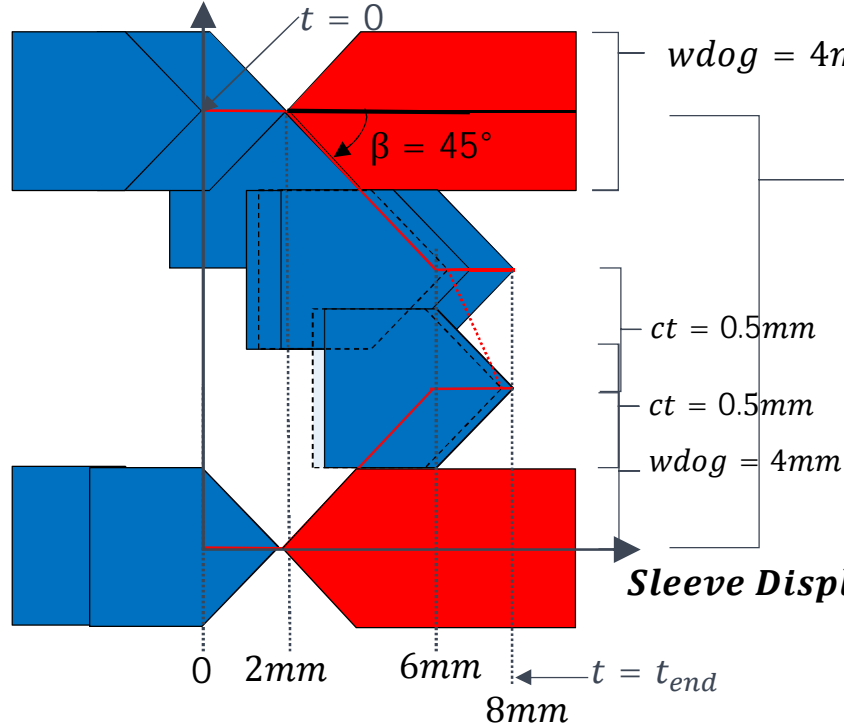 t = 0
wdog = 4m
β = 45°
ct = 0.5mm
ct = 0.5mm
wdog = 4mm
Sleeve Displ
0
2mm
6mm
t = t_end
8mm